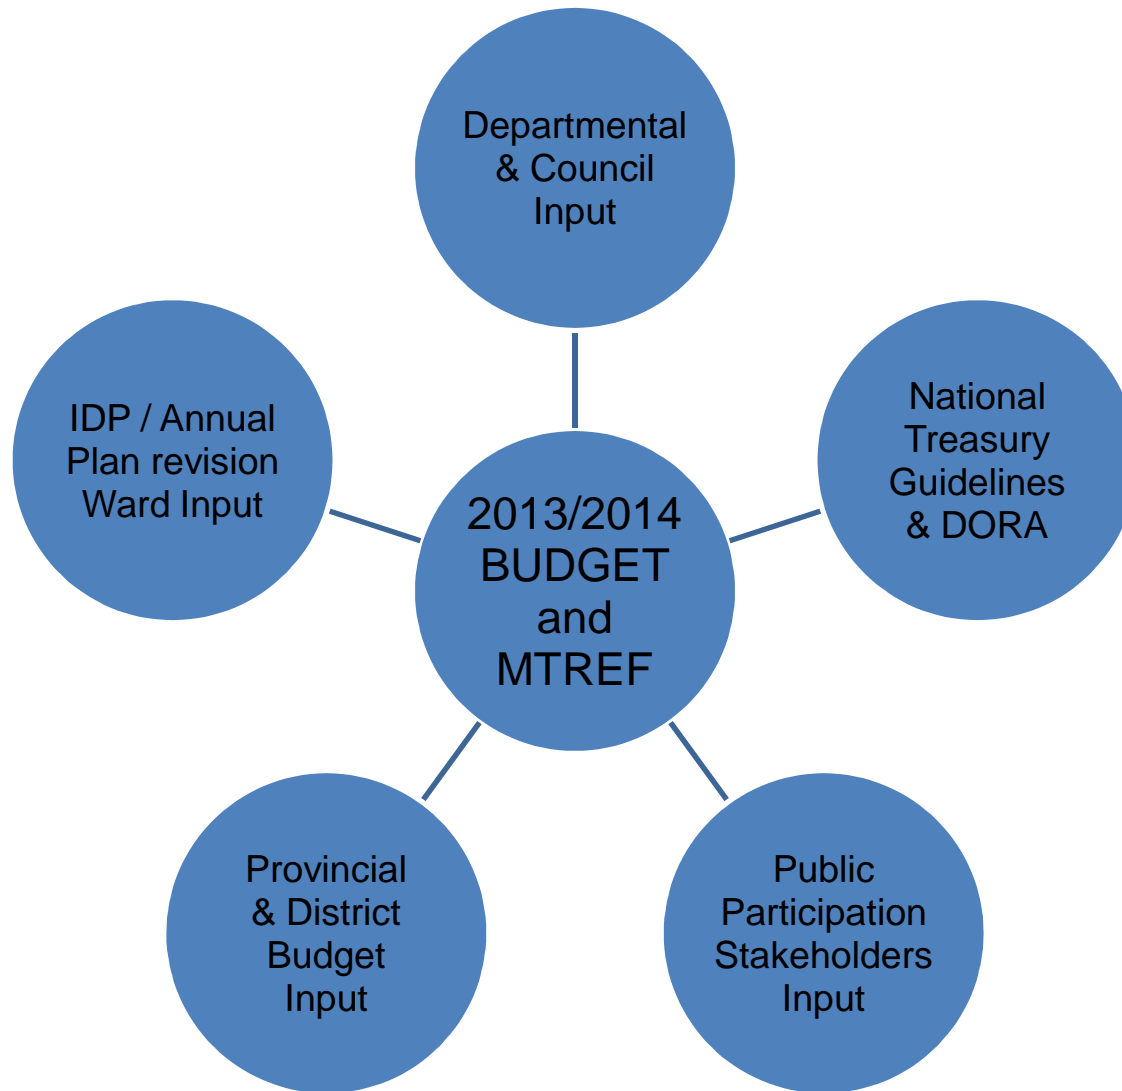 Departmental
& Council
Input
National
Treasury
Guidelines
& DORA
IDP / Annual
Plan revision
Ward Input
2013/2014
BUDGET
and
MTREF
Provincial
& District
Budget
Input
Public
Participation
Stakeholders
Input